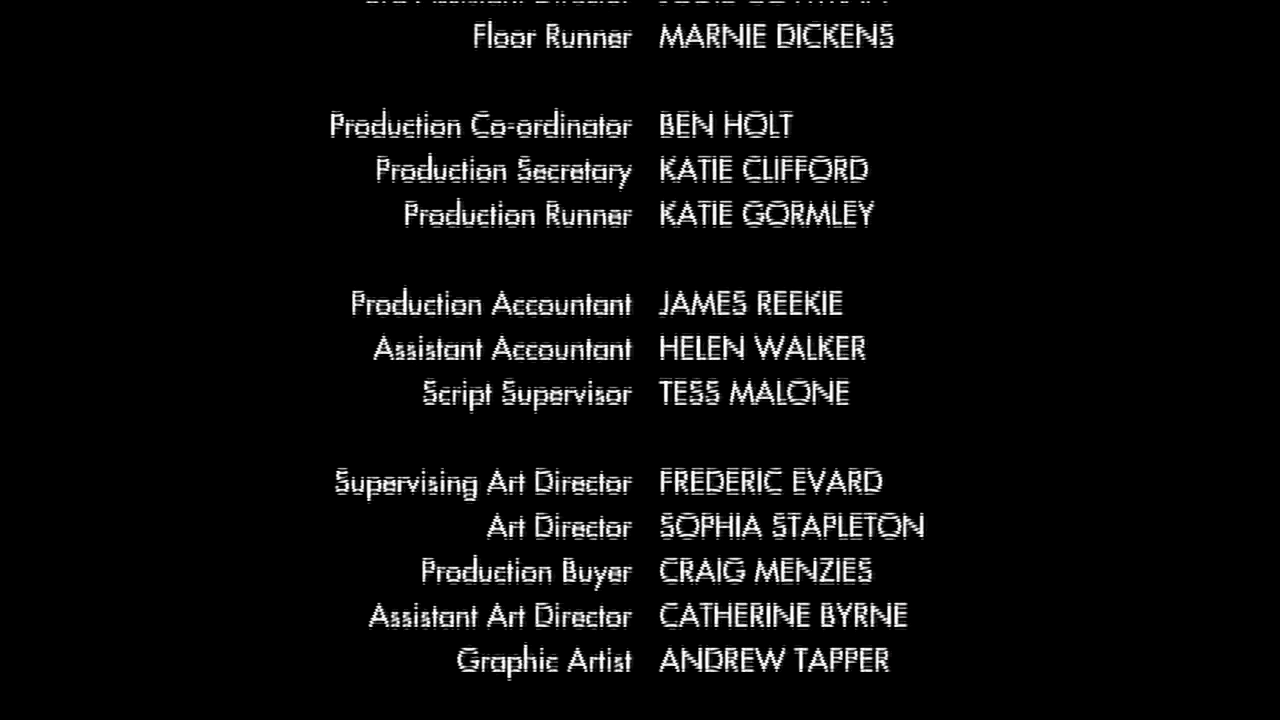 Floor Runner MARNIE DICKENS
Production Co-ordinator BEN HOLT
Production Secretary KATIE CLIFFORD
Production Runner KATIE GORMLEY
Production Accountant JAMES REEKIE
Assistant Accountant HELEN WALKER
Script Supervisor TESS MALONE
Supervising Art Director FREDERIC EVARD
Art Director SOPHIA STAPLETON
Production Buyer CRAIG MENZIES
Assistant Art Director CATHERINE BYRNE
Graphic Artist ANDREW TAPPER